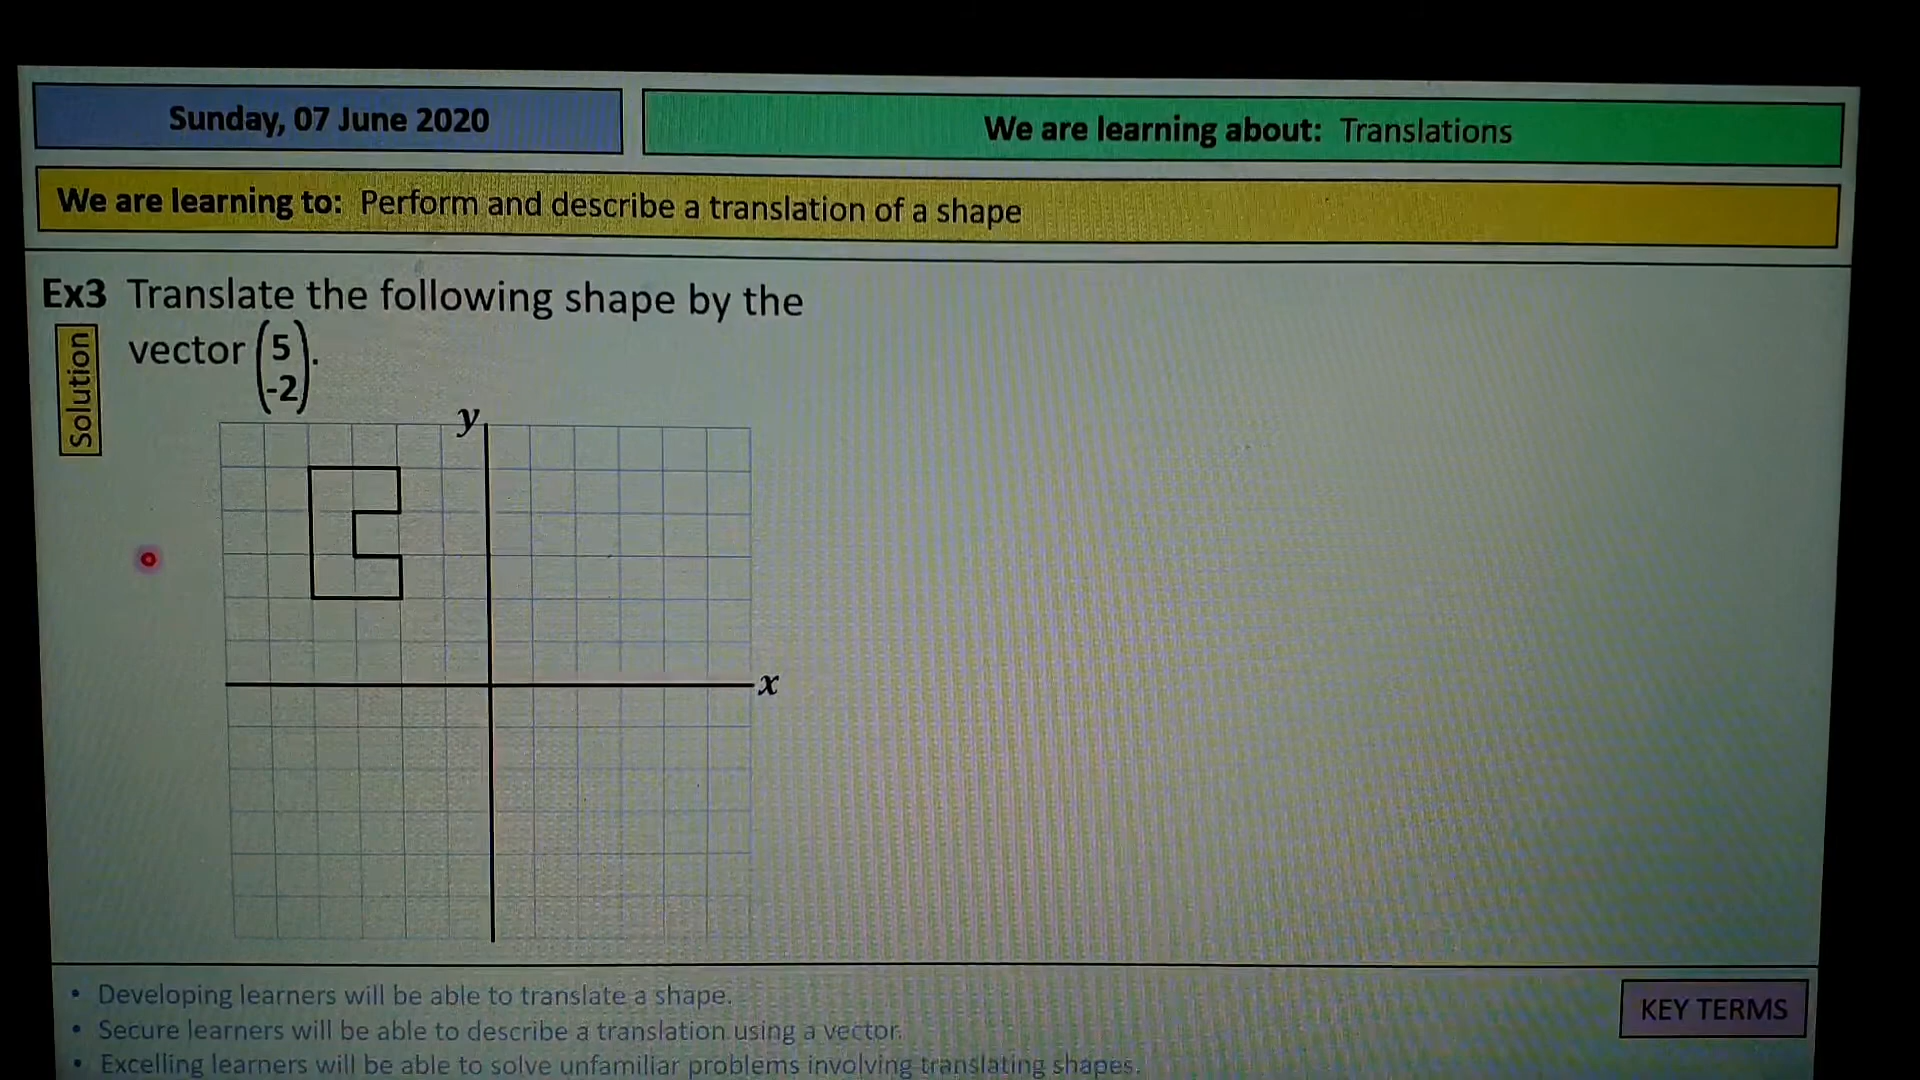 Sunday, 07 June 2020
We are learning about: Translations
We are learning to: Perform and describe a translation of a shape
Ex3 Translate the following shape by the
vector (5
-2).
Solution
y
x
• Developing learners will be able to translate a shape.
• Secure learners will be able to describe a translation using a vector.
• Excelling learners will be able to solve unfamiliar problems involving translating shapes.
KEY TERMS